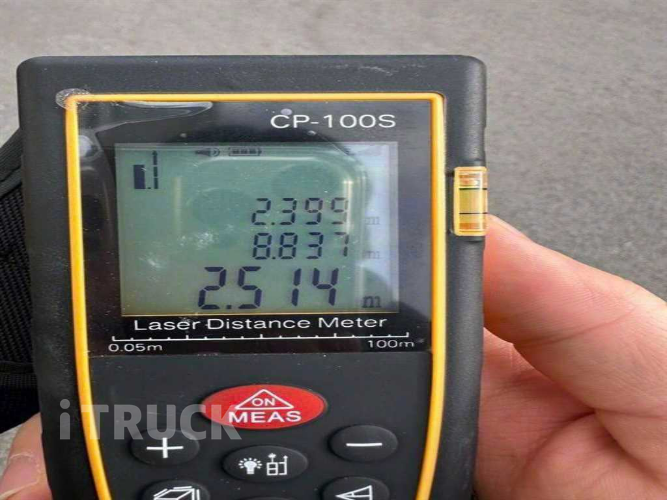 CP-100S
2.399 m
8.837 m
2.514 m
Laser Distance Meter
0.05m 100m
ON
MEAS
iTRUCK
+ −